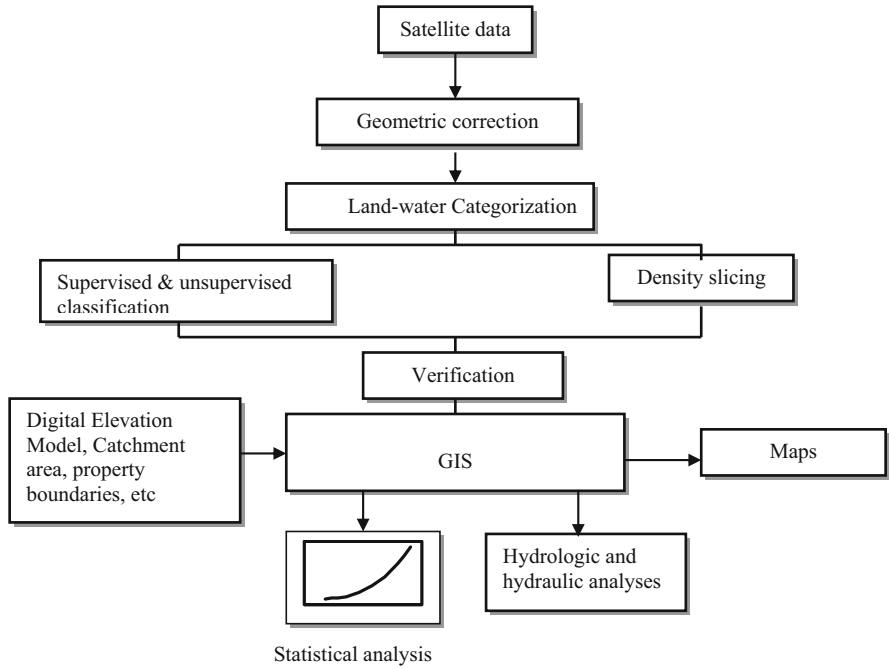 Satellite data
Geometric correction
Land-water Categorization
Supervised & unsupervised
classification
Density slicing
Verification
Digital Elevation
Model, Catchment
area, property
boundaries, etc
GIS
Maps
Hydrologic and
hydraulic analyses
Statistical analysis